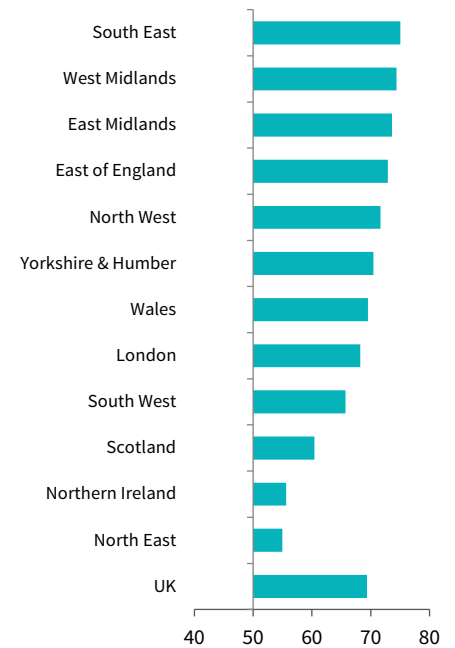 South East
West Midlands
East Midlands
East of England
North West
Yorkshire & Humber
Wales
London
South West
Scotland
Northern Ireland
North East
UK
40 50 60 70 80